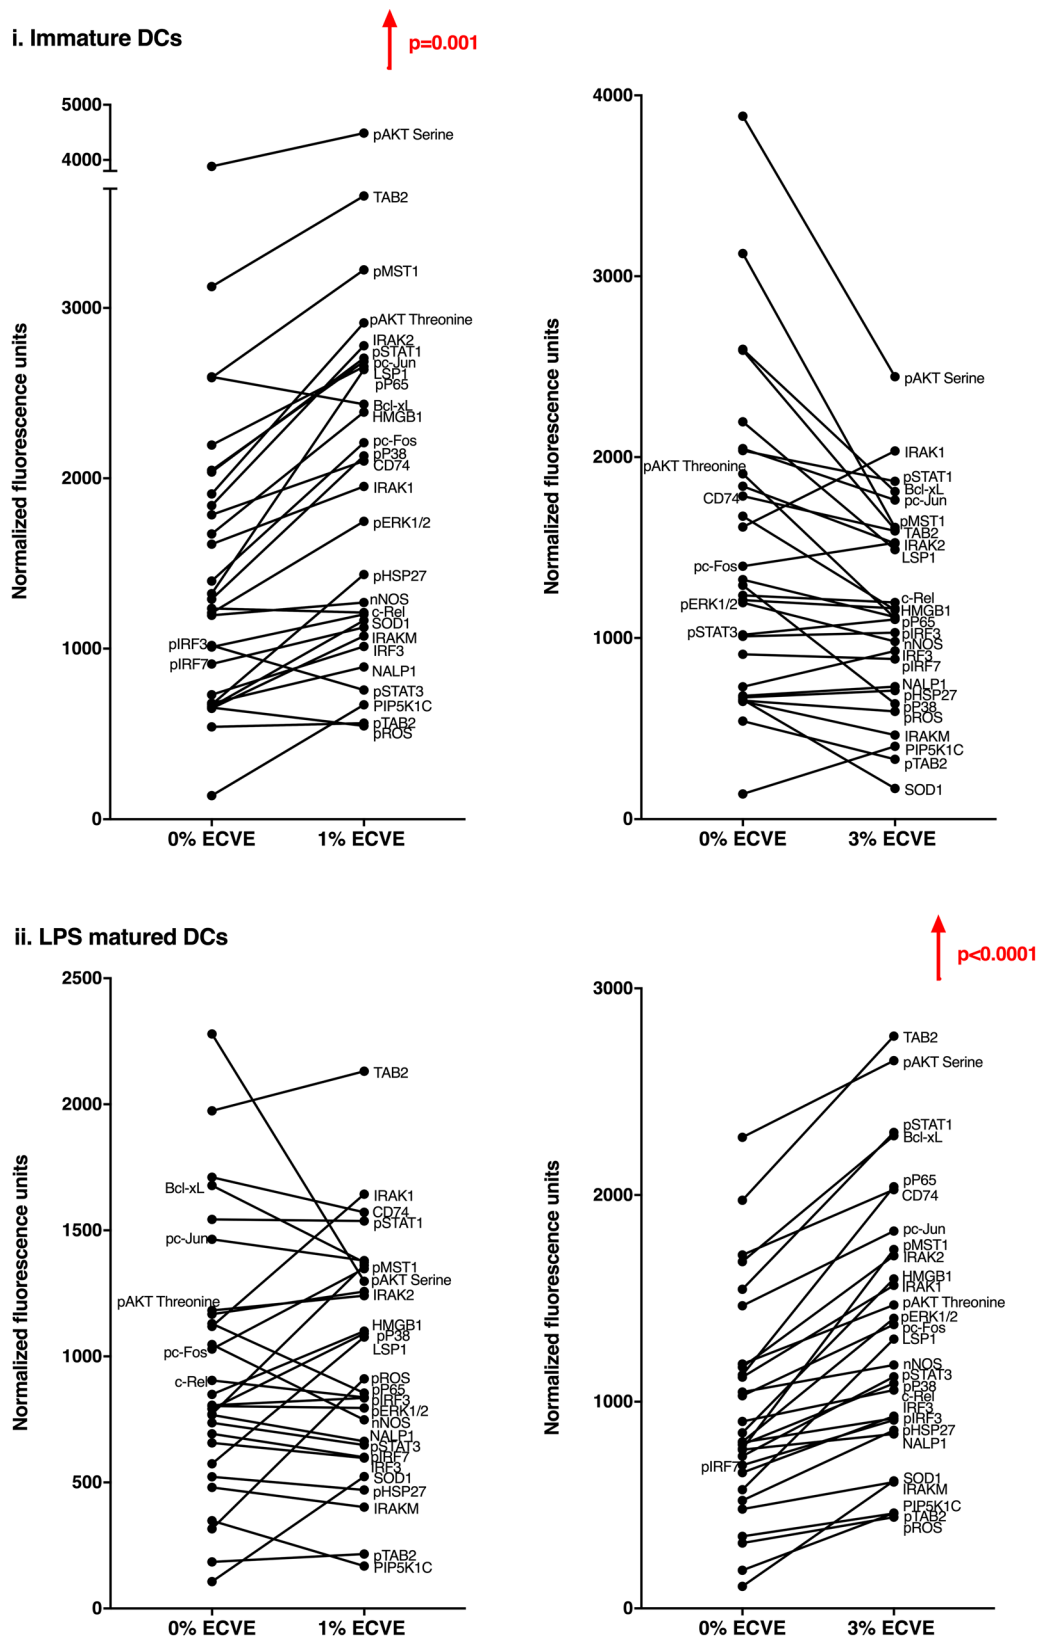 i. Immature DCs
p=0.001
Normalized fluorescence units
5000
4000
3000
2000
1000
0
pIRF3
pIRF7
pAKT Serine
TAB2
pMST1
pAKT Threonine
IRAK2
pSTAT1
pc-Jun
LSP1
pP65
Bcl-xL
HMGB1
pc-Fos
pP38
CD74
IRAK1
pERK1/2
pHSP27
nNOS
c-Rel
SOD1
IRAKM
IRF3
NALP1
pSTAT3
PIP5K1C
pTAB2
pROS
0% ECVE 1% ECVE
Normalized fluorescence units
4000
3000
2000
1000
0
pAKT Threonine
CD74
pc-Fos
pERK1/2
pSTAT3
pAKT Serine
IRAK1
pSTAT1
Bcl-xL
pc-Jun
pMST1
TAB2
IRAK2
LSP1
c-Rel
HMGB1
pP65
pIRF3
nNOS
IRF3
pIRF7
NALP1
pHSP27
pP38
pROS
IRAKM
PIP5K1C
pTAB2
SOD1
0% ECVE 3% ECVE
ii. LPS matured DCs
p<0.0001
Normalized fluorescence units
2500
2000
1500
1000
500
0
Bcl-xL
pc-Jun
pAKT Threonine
pc-Fos
c-Rel
TAB2
IRAK1
CD74
pSTAT1
pMST1
pAKT Serine
IRAK2
HMGB1
pP38
LSP1
pROS
pP65
pIRF3
pERK1/2
nNOS
NALP1
pSTAT3
pIRF7
IRF3
SOD1
pHSP27
IRAKM
pTAB2
PIP5K1C
0% ECVE 1% ECVE
Normalized fluorescence units
3000
2000
1000
0
pIRF7
TAB2
pAKT Serine
pSTAT1
Bcl-xL
pP65
CD74
pc-Jun
pMST1
IRAK2
HMGB1
IRAK1
pAKT Threonine
pERK1/2
pc-Fos
LSP1
nNOS
pSTAT3
pP38
c-Rel
IRF3
pIRF3
pHSP27
NALP1
SOD1
IRAKM
PIP5K1C
pTAB2
pROS
0% ECVE 3% ECVE